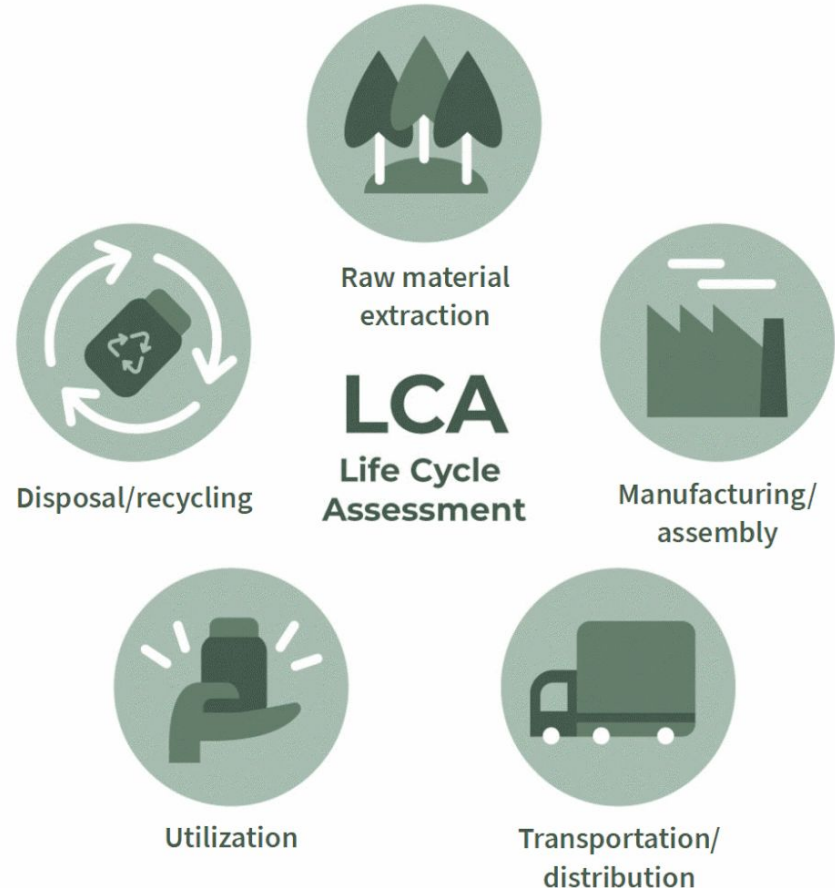 Raw material
extraction
LCA
Life Cycle
Assessment
Disposal/recycling
Manufacturing/
assembly
Utilization
Transportation/
distribution